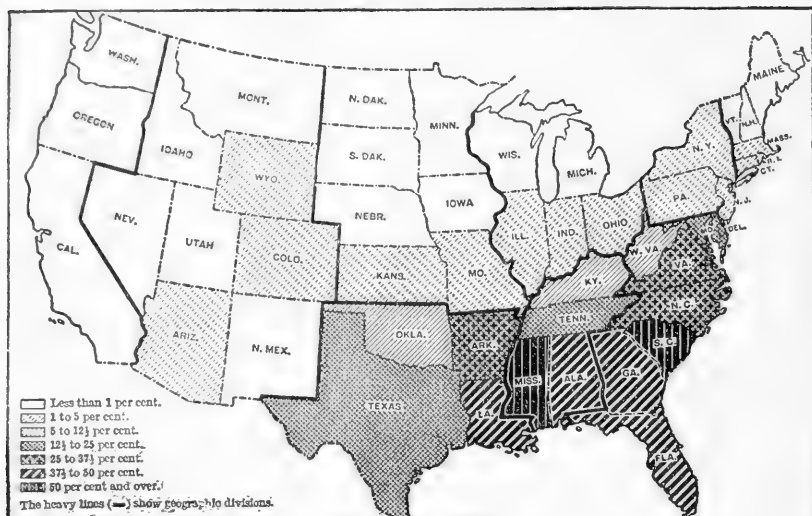 WASH.
MONT.
N. DAK.
MINN.
MAINE
OREGON
IDAHO
S. DAK.
WIS.
MICH.
VT.
N.H.
MASS.
N.Y.
R.I.
CT.
WYO.
NEBR.
IOWA
PA.
N.J.
NEV.
UTAH
COLO.
KANS.
MO.
ILL.
IND.
OHIO
W. VA.
MD.
DEL.
CAL.
VA.
KY.
N.C.
TENN.
ARIZ.
N. MEX.
OKLA.
ARK.
S.C.
TEXAS
LA.
MISS.
ALA.
GA.
FLA.
Less than 1 per cent.
1 to 5 per cent.
5 to 12½ per cent.
12½ to 25 per cent.
25 to 37½ per cent.
37½ to 50 per cent.
50 per cent and over.
The heavy lines (━) show geographic divisions.